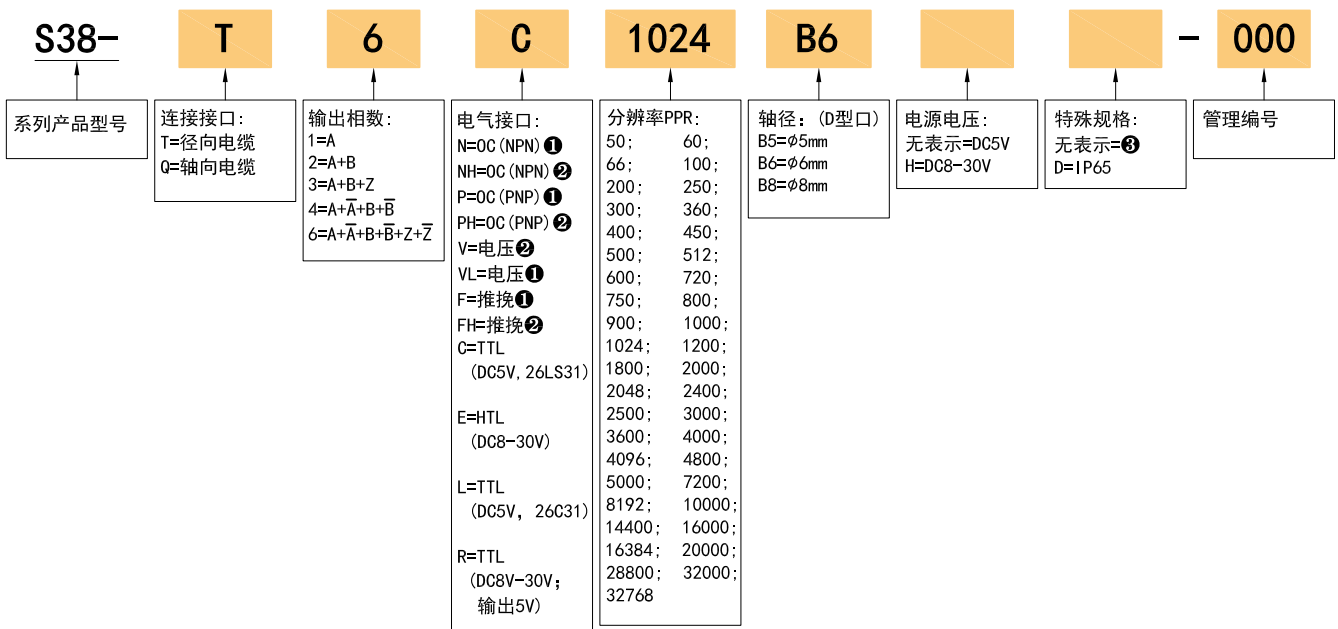 S38- T 6 C 1024 B6 - 000
系列产品型号
连接接口:
T=径向电缆
Q=轴向电缆
输出相数:
1=A
2=A+B
3=A+B+Z
4=A+A̅+B+B̅
6=A+A̅+B+B̅+Z+Z̅
电气接口:
N=OC(NPN)❶
NH=OC(NPN)❷
P=OC(PNP)❶
PH=OC(PNP)❷
V=电压❷
VL=电压❶
F=推挽❶
FH=推挽❷
C=TTL
(DC5V,26LS31)
E=HTL
(DC8-30V)
L=TTL
(DC5V, 26C31)
R=TTL
(DC8V-30V;
输出5V)
分辨率PPR:
50; 60;
66; 100;
200; 250;
300; 360;
400; 450;
500; 512;
600; 720;
750; 800;
900; 1000;
1024; 1200;
1800; 2000;
2048; 2400;
2500; 3000;
3600; 4000;
4096; 4800;
5000; 7200;
8192; 10000;
14400; 16000;
16384; 20000;
28800; 32000;
32768
轴径: (D型口)
B5=φ5mm
B6=φ6mm
B8=φ8mm
电源电压:
无表示=DC5V
H=DC8-30V
特殊规格:
无表示=❸
D=IP65
管理编号